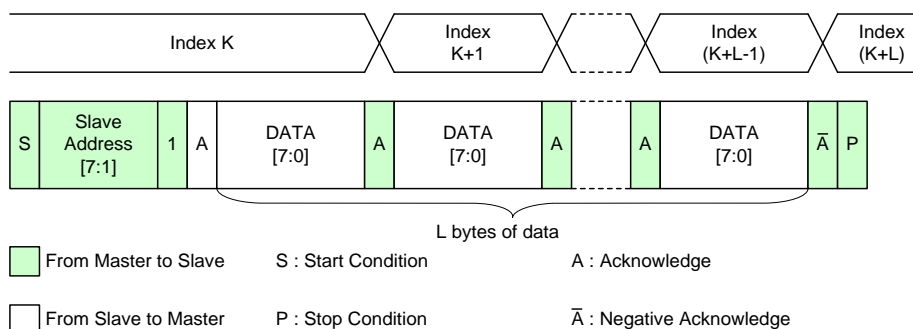 Index K
Index
K+1
Index
(K+L-1)
Index
(K+L)
S
Slave
Address
[7:1]
1
A
DATA
[7:0]
A
DATA
[7:0]
A
A
DATA
[7:0]
A̅
P
L bytes of data
From Master to Slave
S : Start Condition
A : Acknowledge
From Slave to Master
P : Stop Condition
A̅ : Negative Acknowledge